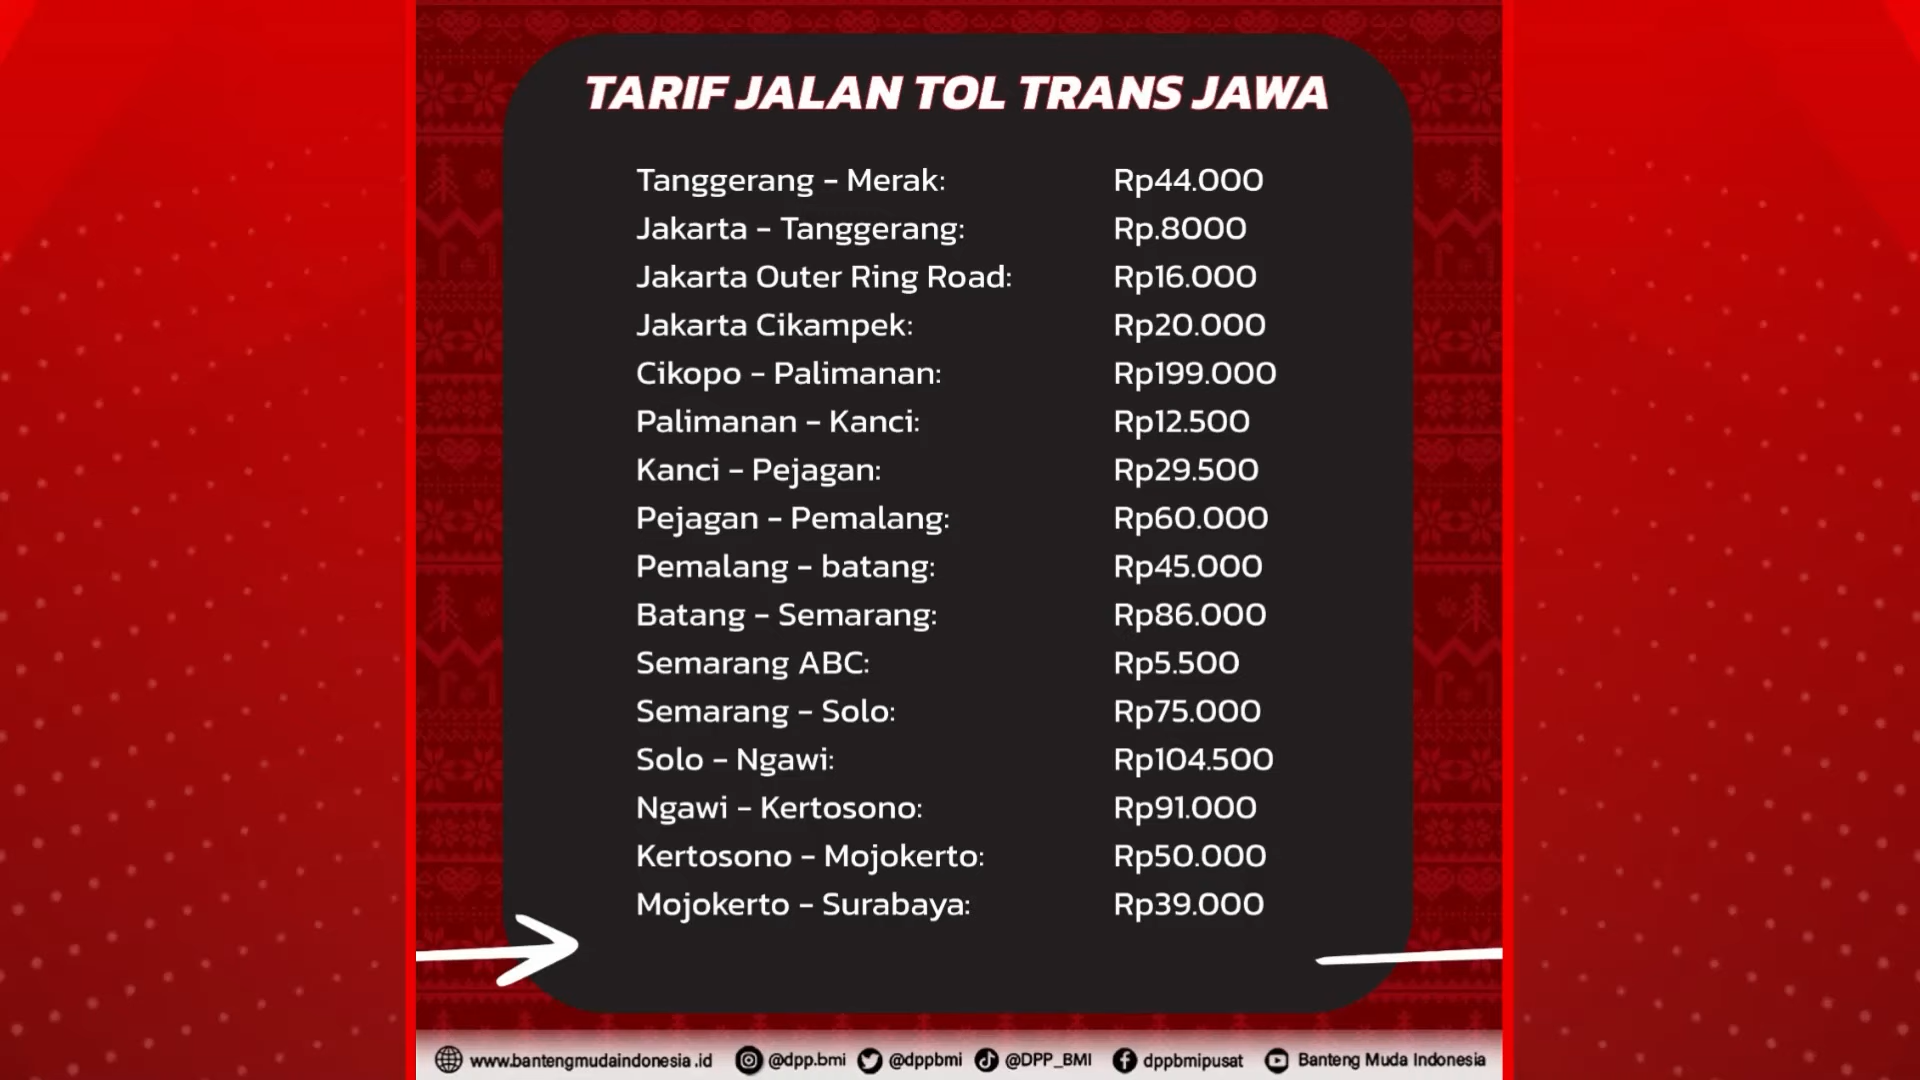 TARIF JALAN TOL TRANS JAWA
Tanggerang - Merak: Rp44.000
Jakarta - Tanggerang: Rp.8000
Jakarta Outer Ring Road: Rp16.000
Jakarta Cikampek: Rp20.000
Cikopo - Palimanan: Rp199.000
Palimanan - Kanci: Rp12.500
Kanci - Pejagan: Rp29.500
Pejagan - Pemalang: Rp60.000
Pemalang - batang: Rp45.000
Batang - Semarang: Rp86.000
Semarang ABC: Rp5.500
Semarang - Solo: Rp75.000
Solo - Ngawi: Rp104.500
Ngawi - Kertosono: Rp91.000
Kertosono - Mojokerto: Rp50.000
Mojokerto - Surabaya: Rp39.000
www.bantengmudaindonesia.id @dpp.bmi @dppbmi @DPP_BMI dppbmipusat Banteng Muda Indonesia